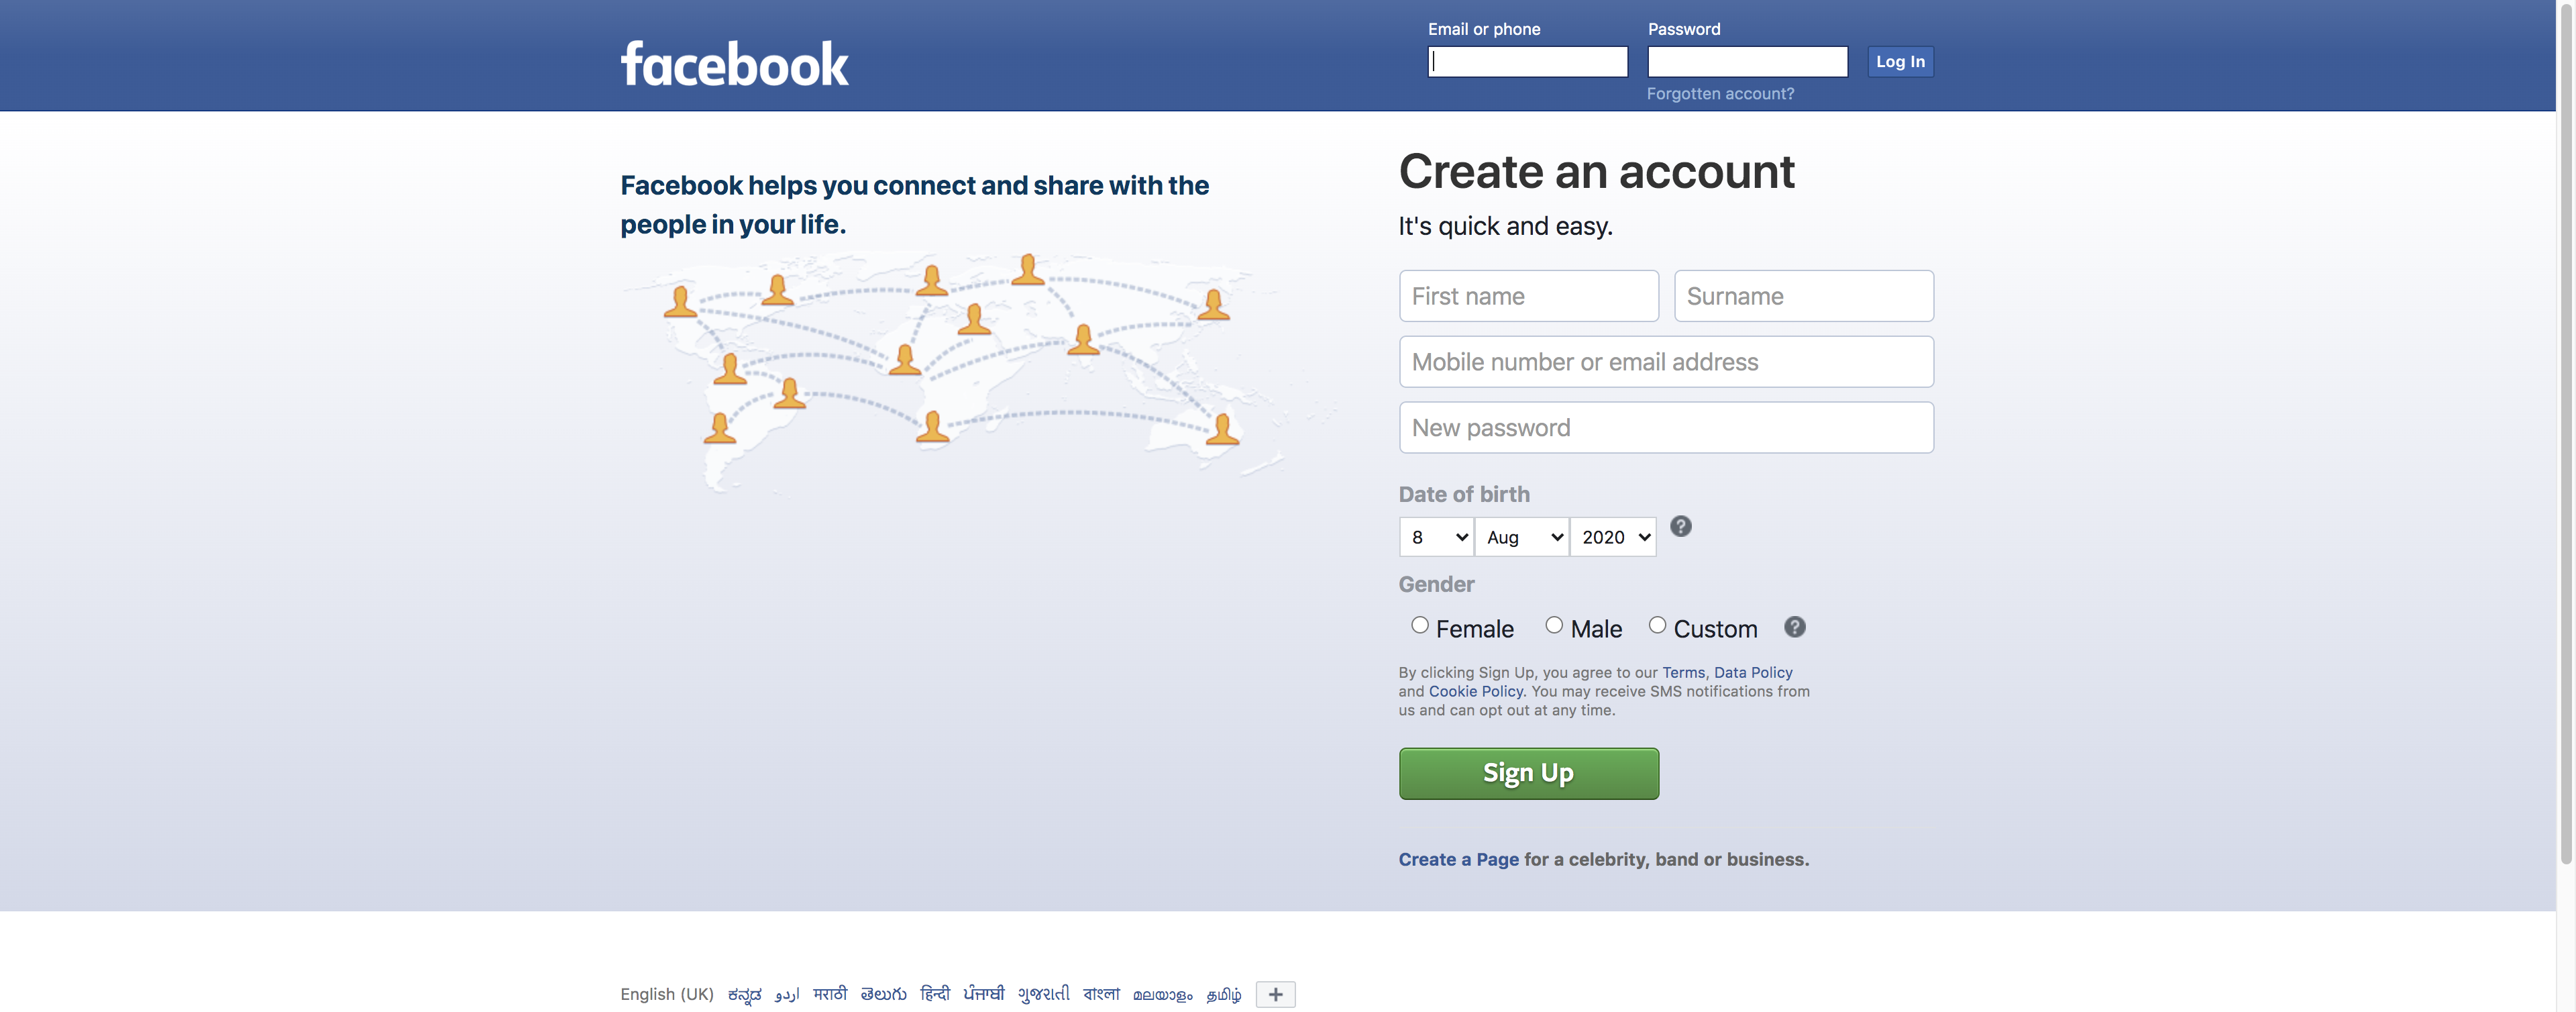 facebook
Email or phone
Password
Log In
Forgotten account?
Facebook helps you connect and share with the
people in your life.
Create an account
It's quick and easy.
First name
Surname
Mobile number or email address
New password
Date of birth
8
Aug
2020
?
Gender
Female
Male
Custom
?
By clicking Sign Up, you agree to our Terms, Data Policy
and Cookie Policy. You may receive SMS notifications from
us and can opt out at any time.
Sign Up
Create a Page for a celebrity, band or business.
English (UK) ಕನ್ನಡ اردو मराठी తెలుగు हिन्दी ਪੰਜਾਬੀ ગુજરાતી বাংলা മലയാളം தமிழ் +